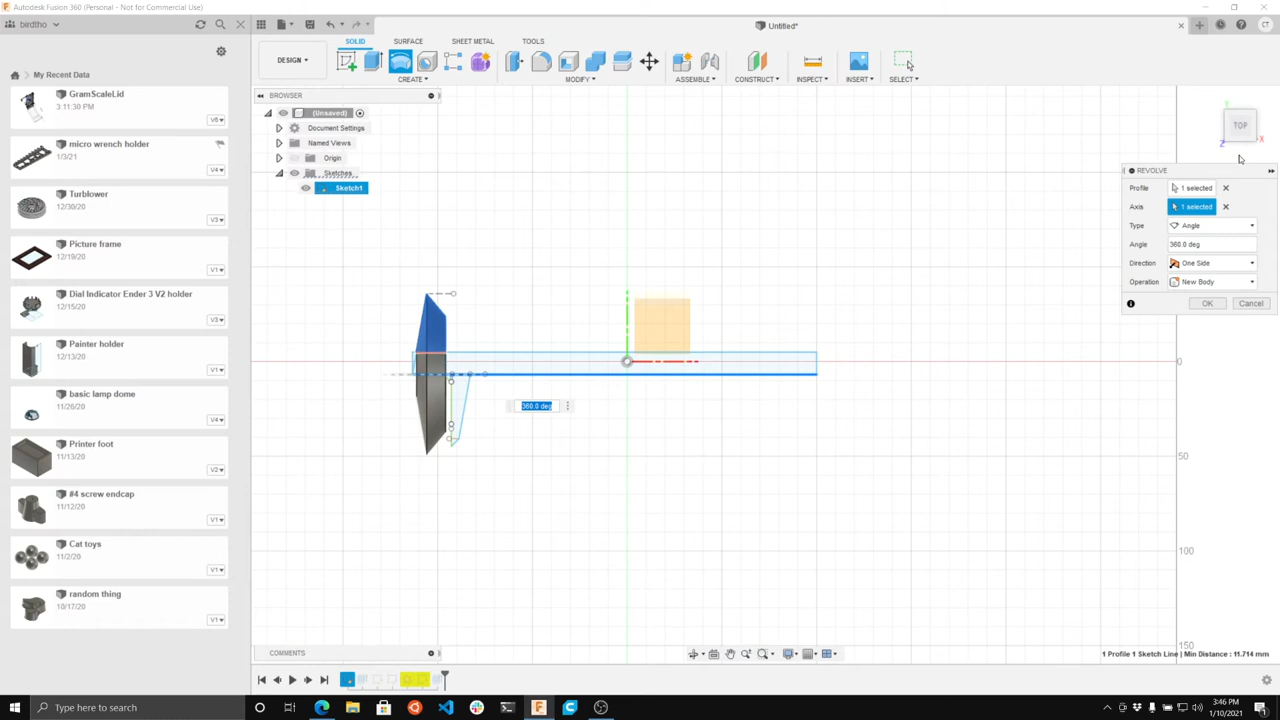 Autodesk Fusion 360 (Not for Commercial Use)
birdtho
Untitled*
CT
My Recent Data
GramScaleLid
3:11:30 PM
V6
micro wrench holder
1/3/21
V4
Turblower
12/30/20
V3
Picture frame
12/19/20
V1
Dial Indicator Ender 3 V2 holder
12/15/20
V3
Painter holder
12/13/20
V1
basic lamp dome
11/26/20
V4
Printer foot
11/13/20
V2
#4 screw endcap
11/12/20
V1
Cat toys
11/2/20
V1
random thing
10/17/20
V1
SOLID SURFACE SHEET METAL TOOLS
DESIGN
CREATE MODIFY ASSEMBLE CONSTRUCT INSPECT INSERT SELECT
BROWSER
(Unsaved)
Document Settings
Named Views
Origin
Sketches
Sketch1
TOP
Y
X
Z
REVOLVE
Profile 1 selected
Axis 1 selected
Type Angle
Angle 360.0 deg
Direction One Side
Operation New Body
OK Cancel
360.0 deg
0
50
100
150
COMMENTS
1 Profile 1 Sketch Line | Min Distance : 11.714 mm
Type here to search
3:46 PM
1/10/2021
1